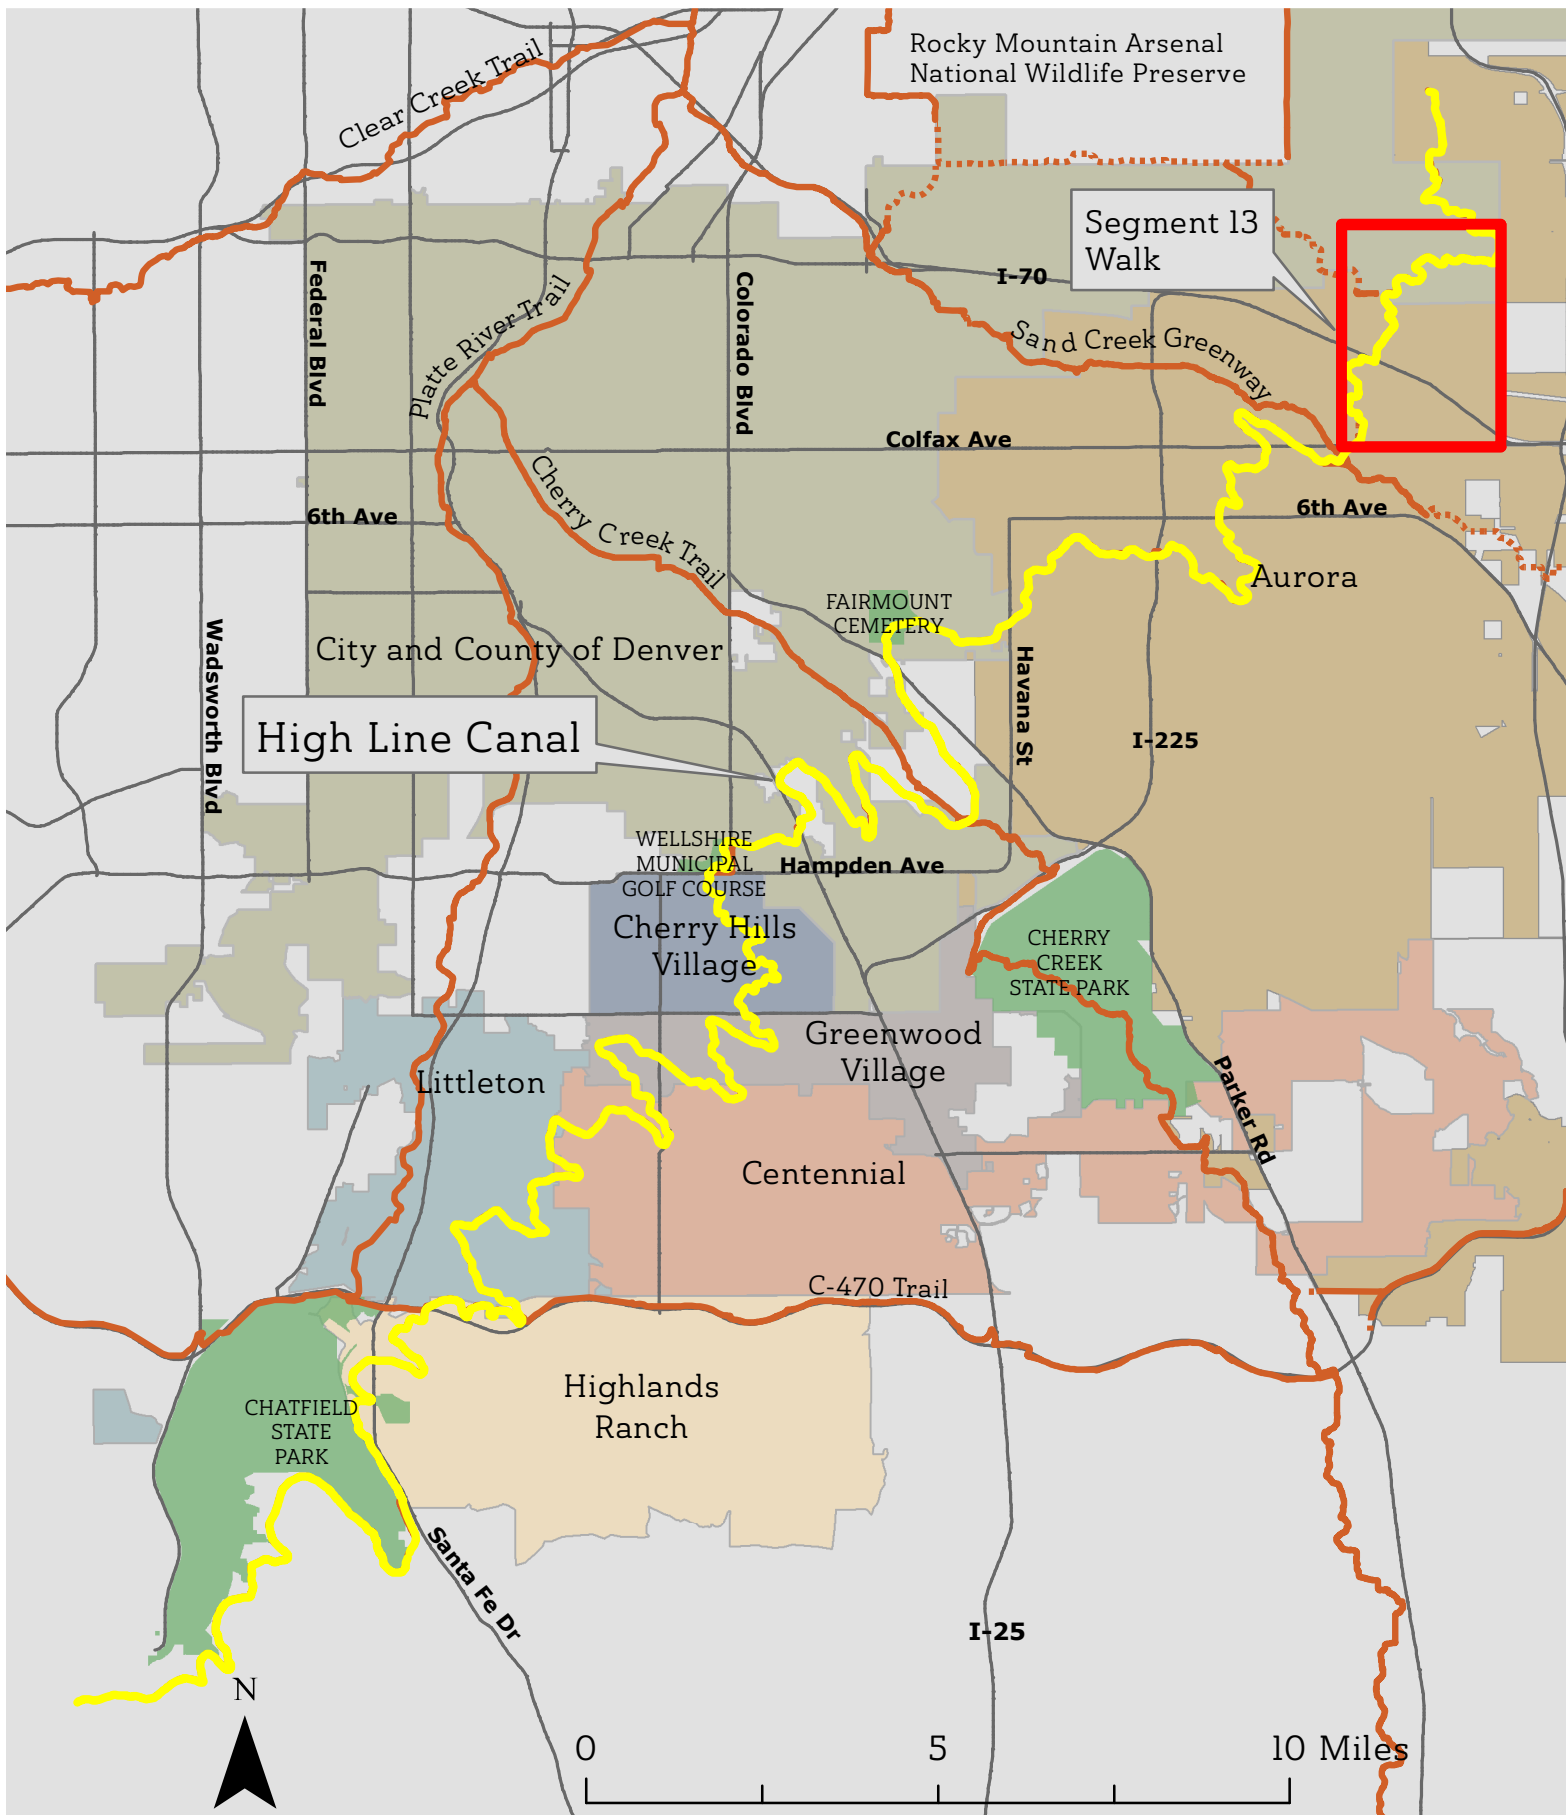 Rocky Mountain Arsenal
National Wildlife Preserve
Clear Creek Trail
Segment 13
Walk
I-70
Federal Blvd
Platte River Trail
Colorado Blvd
Sand Creek Greenway
Colfax Ave
Cherry Creek Trail
6th Ave
6th Ave
Aurora
FAIRMOUNT
CEMETERY
City and County of Denver
Wadsworth Blvd
Havana St
High Line Canal
I-225
WELLSHIRE
MUNICIPAL
GOLF COURSE
Hampden Ave
Cherry Hills
Village
CHERRY
CREEK
STATE PARK
Greenwood
Village
Littleton
Parker Rd
Centennial
C-470 Trail
Highlands
Ranch
CHATFIELD
STATE
PARK
Santa Fe Dr
I-25
N
0 5 10 Miles